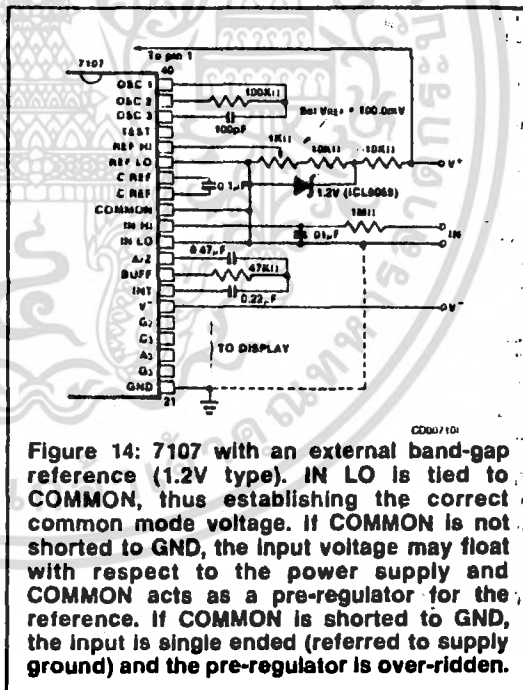 To pin 1
7107
40
OSC 1
100KΩ
OSC 2
Set VREF = 100.0mV
OSC 3
100pF
TEST
1KΩ
10KΩ
10KΩ
REF HI
REF LO
V+
C REF
0.1μF
1.2V (ICL8069)
C REF
COMMON
1MΩ
IN HI
.01μF
IN
IN LO
0.47μF
A/Z
BUFF
47KΩ
INT
0.22μF
V−
V−
G2
C3
A3
TO DISPLAY
G3
GND
21
CD007101
Figure 14: 7107 with an external band-gap
reference (1.2V type). IN LO is tied to
COMMON, thus establishing the correct
common mode voltage. If COMMON is not
shorted to GND, the input voltage may float
with respect to the power supply and
COMMON acts as a pre-regulator for the
reference. If COMMON is shorted to GND,
the input is single ended (referred to supply
ground) and the pre-regulator is over-ridden.